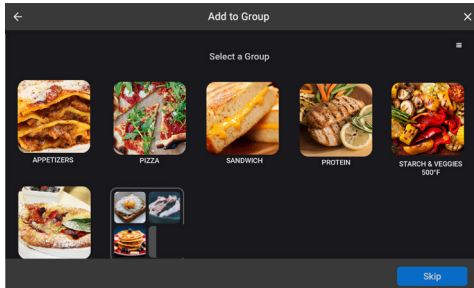 Add to Group
Select a Group
APPETIZERS
PIZZA
SANDWICH
PROTEIN
STARCH & VEGGIES
500°F
Skip